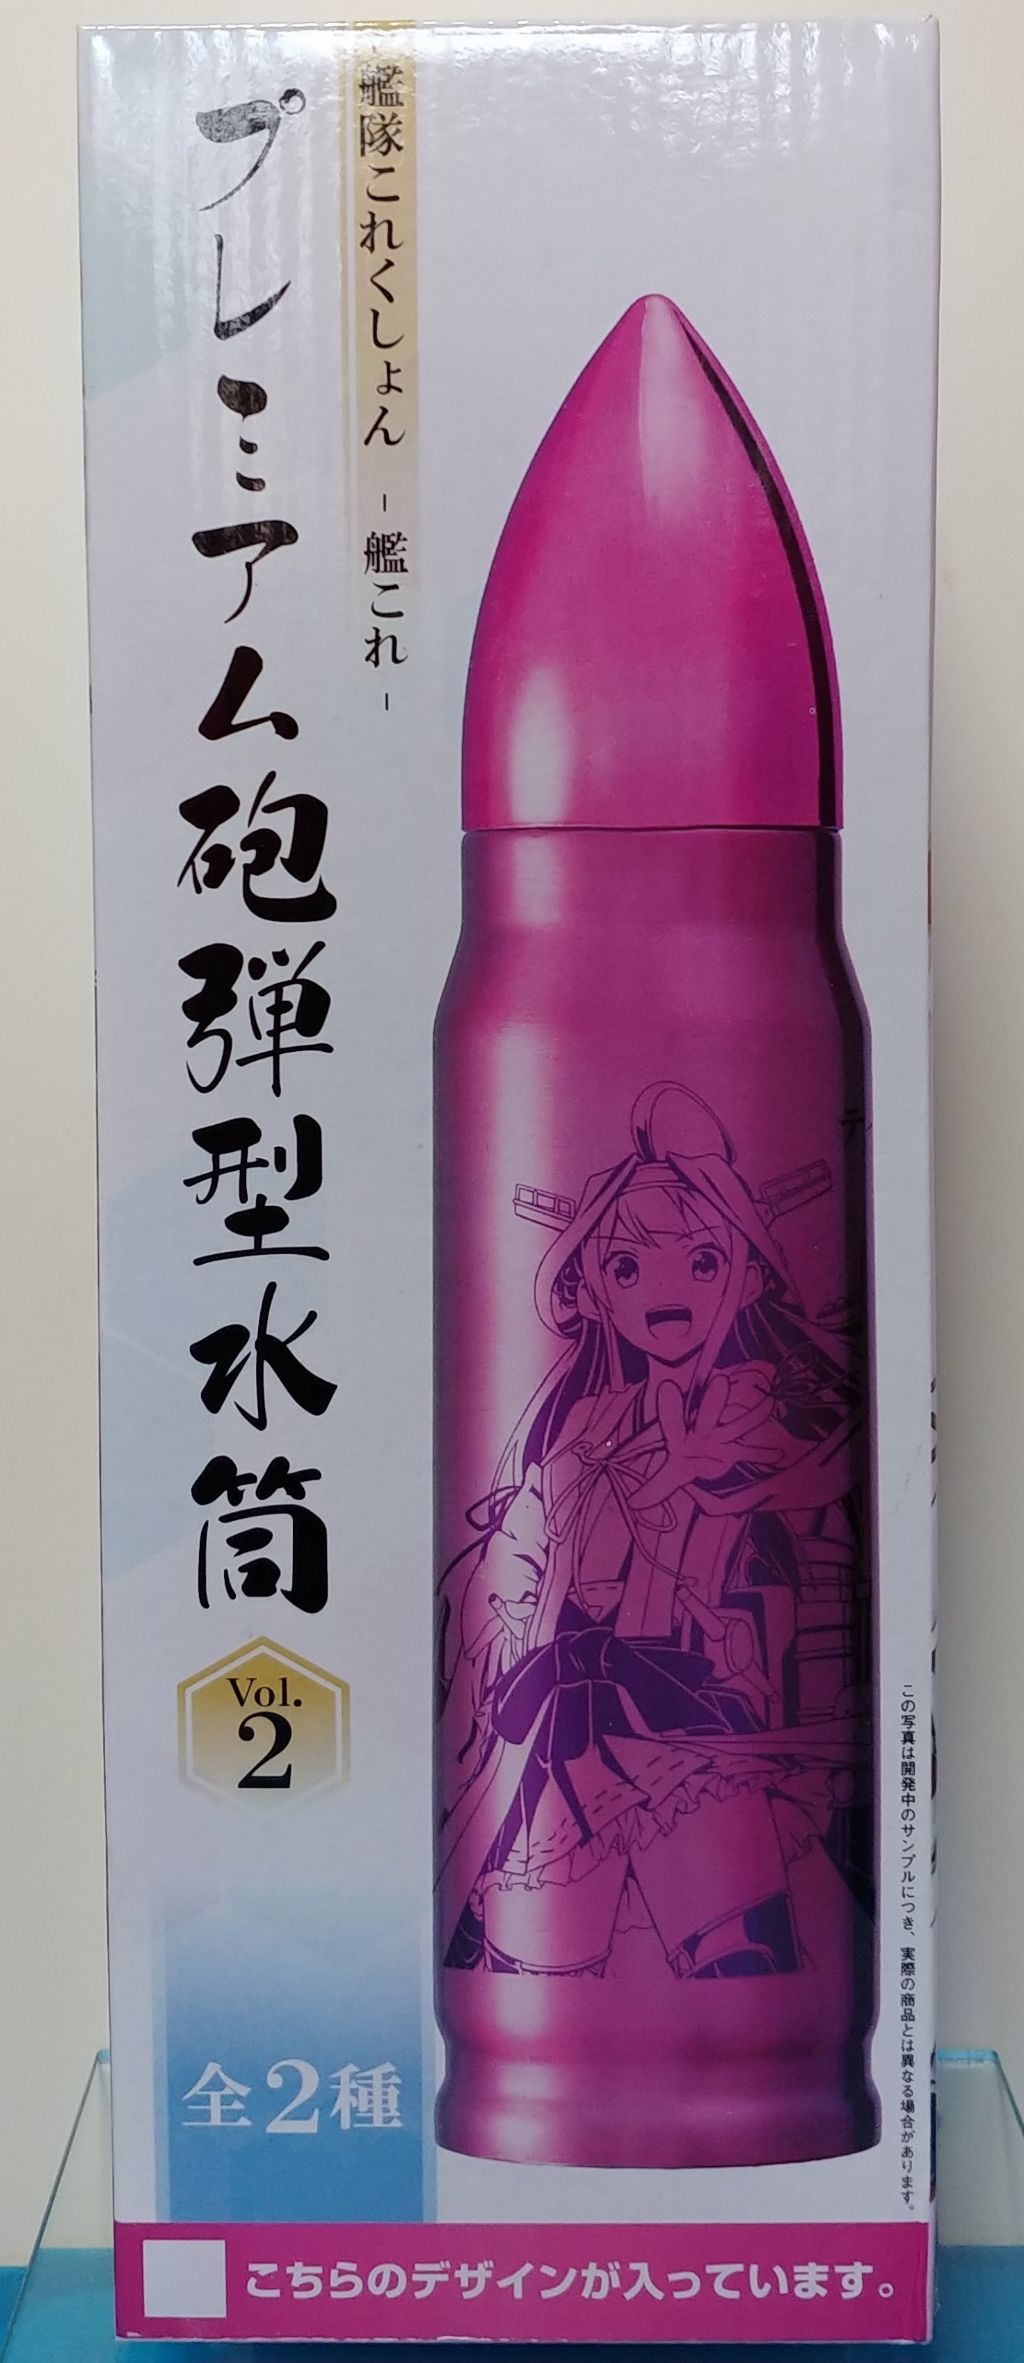 艦隊これくしょん -艦これ-
プレミアム砲弾型水筒
Vol.
2
全2種
テ
この写真は開発中のサンプルにつき、実際の商品とは異なる場合があります。
こちらのデザインが入っています。